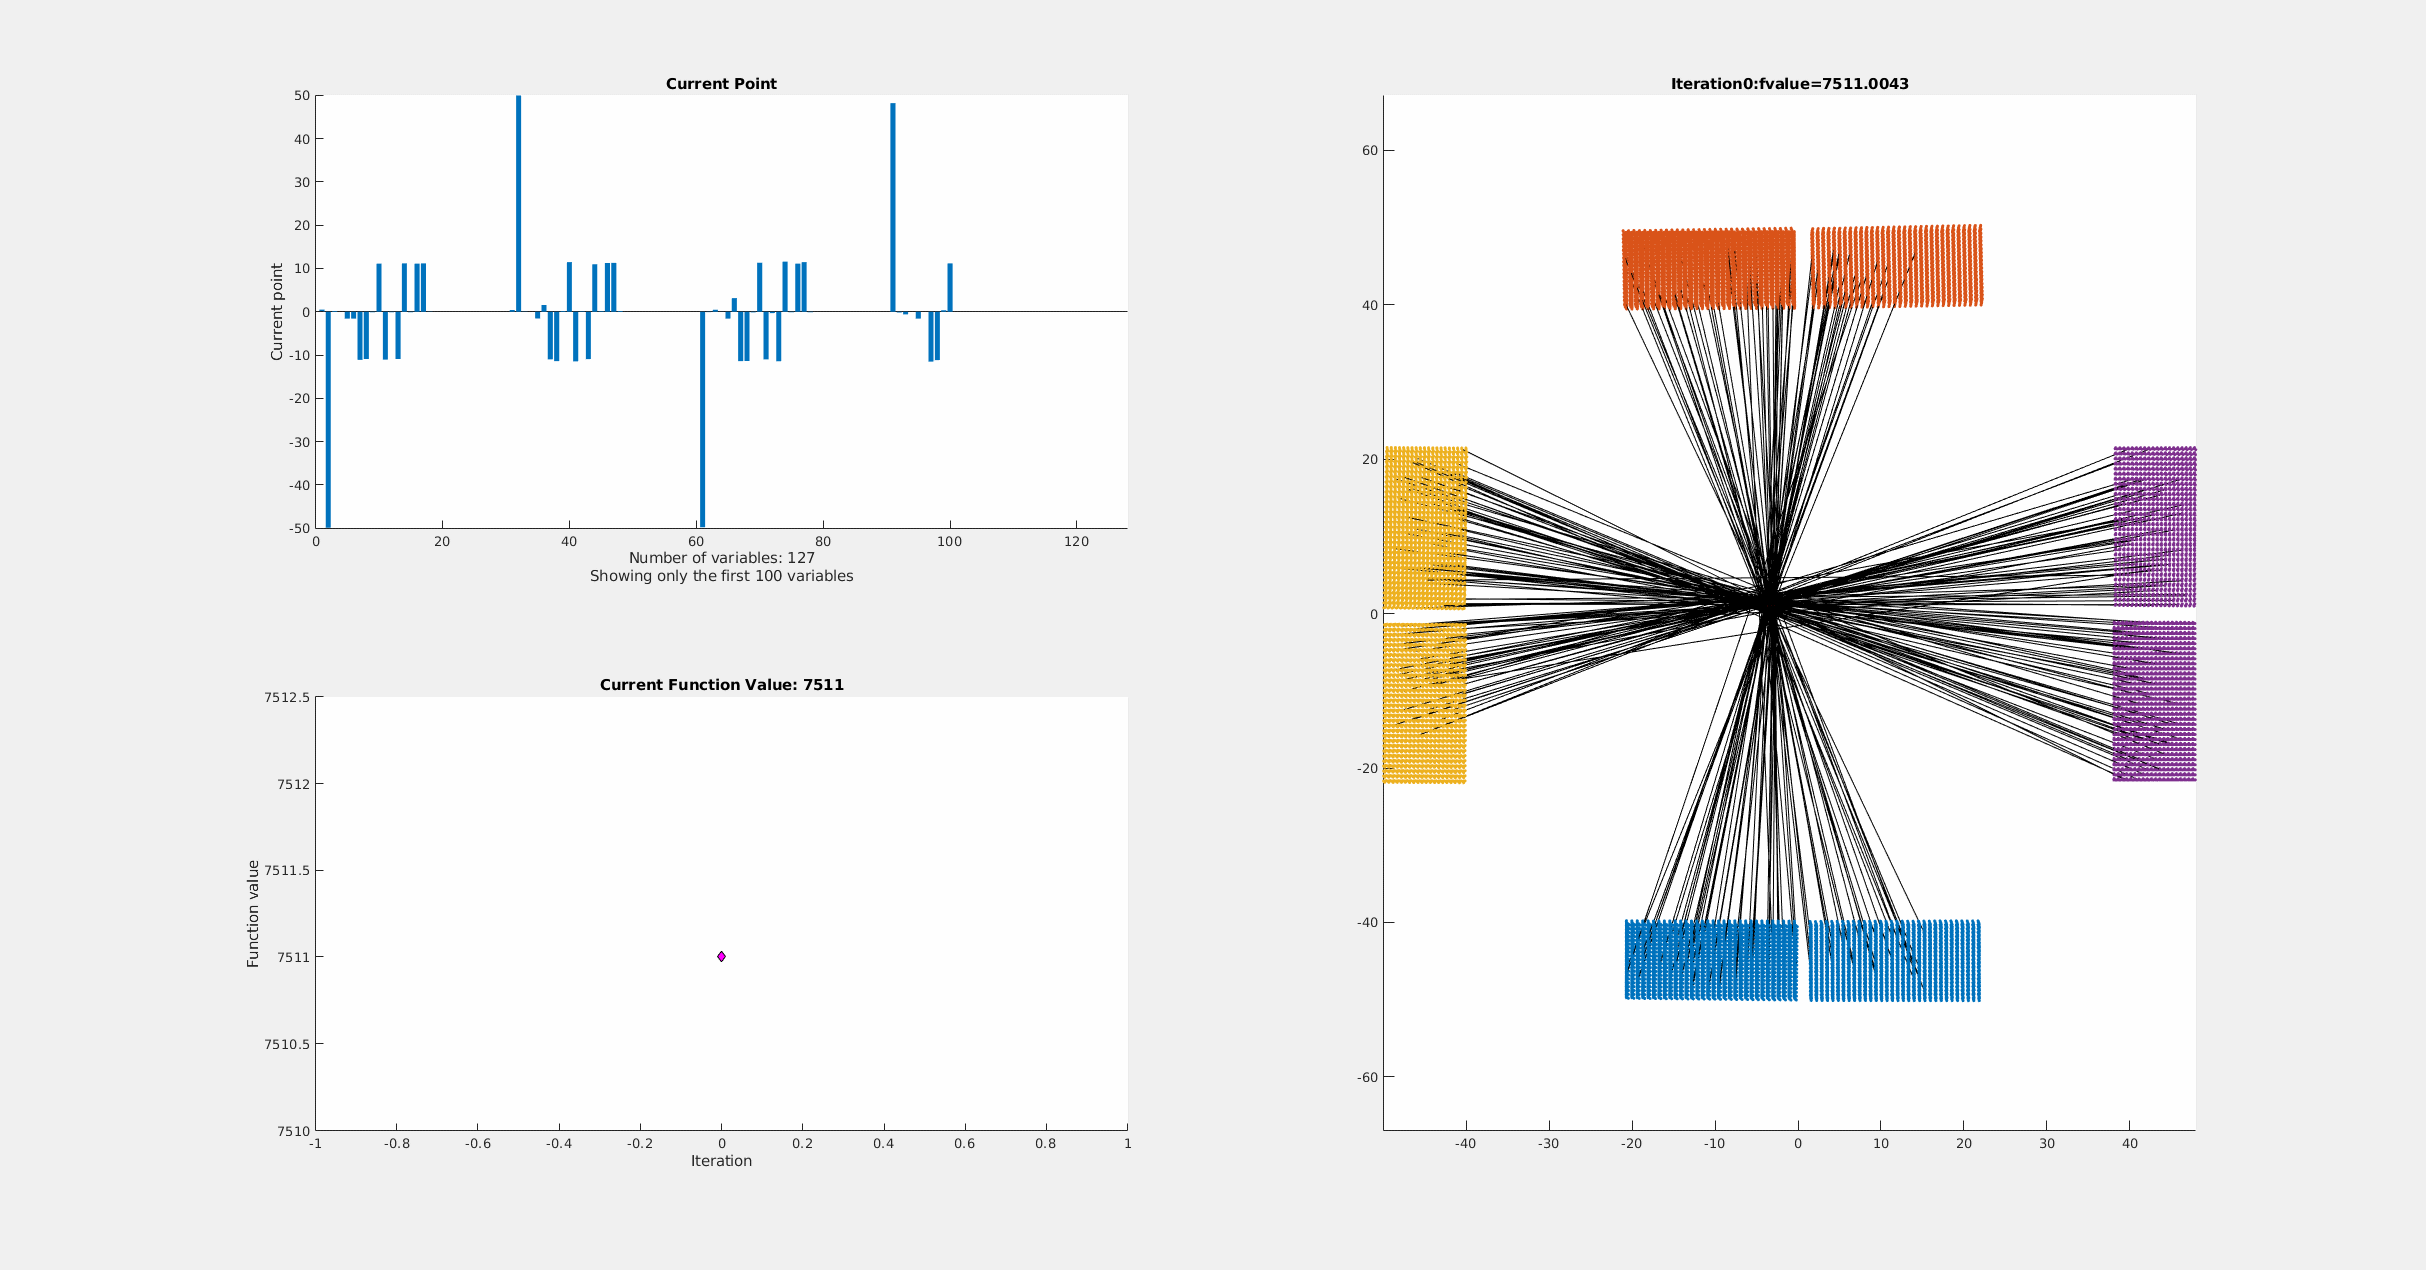 Current Point
50
40
30
20
10
0
-10
-20
-30
-40
-50
Current point
0 20 40 60 80 100 120
Number of variables: 127
Showing only the first 100 variables
Current Function Value: 7511
7512.5
7512
7511.5
7511
7510.5
7510
Function value
-1 -0.8 -0.6 -0.4 -0.2 0 0.2 0.4 0.6 0.8 1
Iteration
Iteration0:fvalue=7511.0043
60
40
20
0
-20
-40
-60
-40 -30 -20 -10 0 10 20 30 40